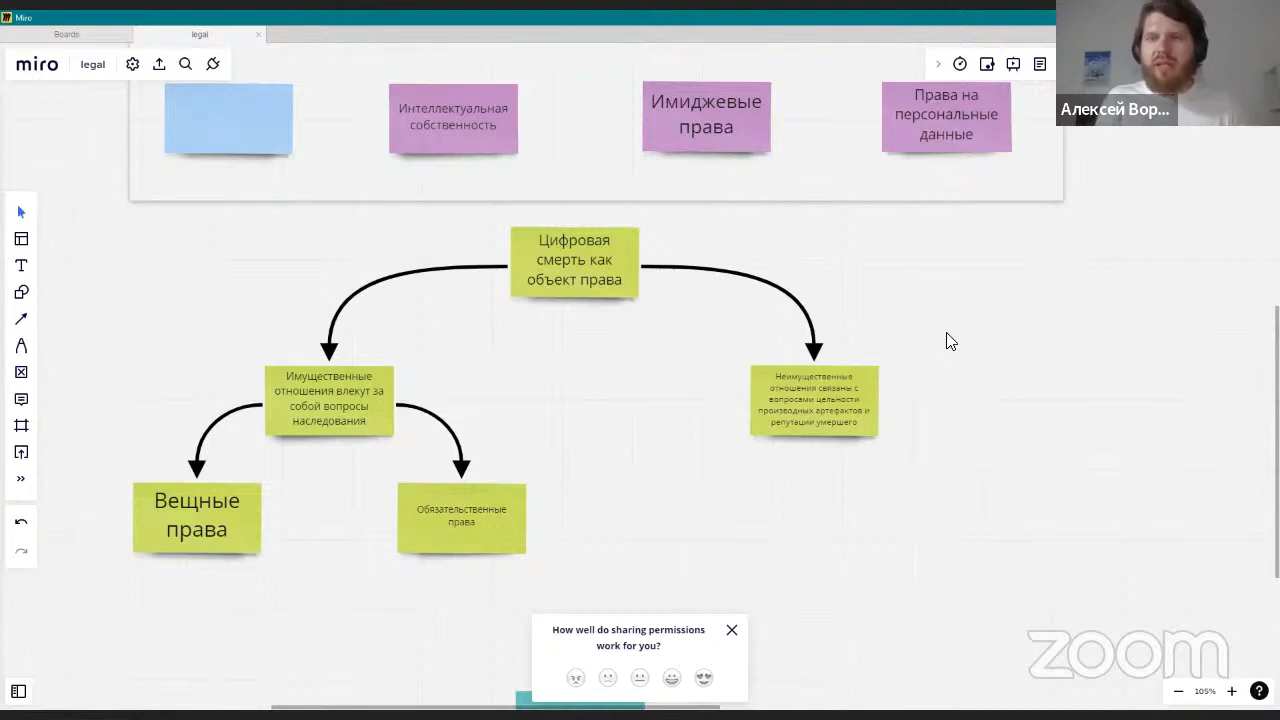 Miro
Boards
legal
miro
legal
Интеллектуальная
собственность
Имиджевые
права
Права на
персональные
данные
Алексей Вор...
Цифровая
смерть как
объект права
Имущественные
отношения влекут за
собой вопросы
наследования
Неимущественные
отношения связаны с
вопросами цельности
производных артефактов и
репутации умершего
Вещные
права
Обязательственные
права
How well do sharing permissions
work for you?
zoom
105%